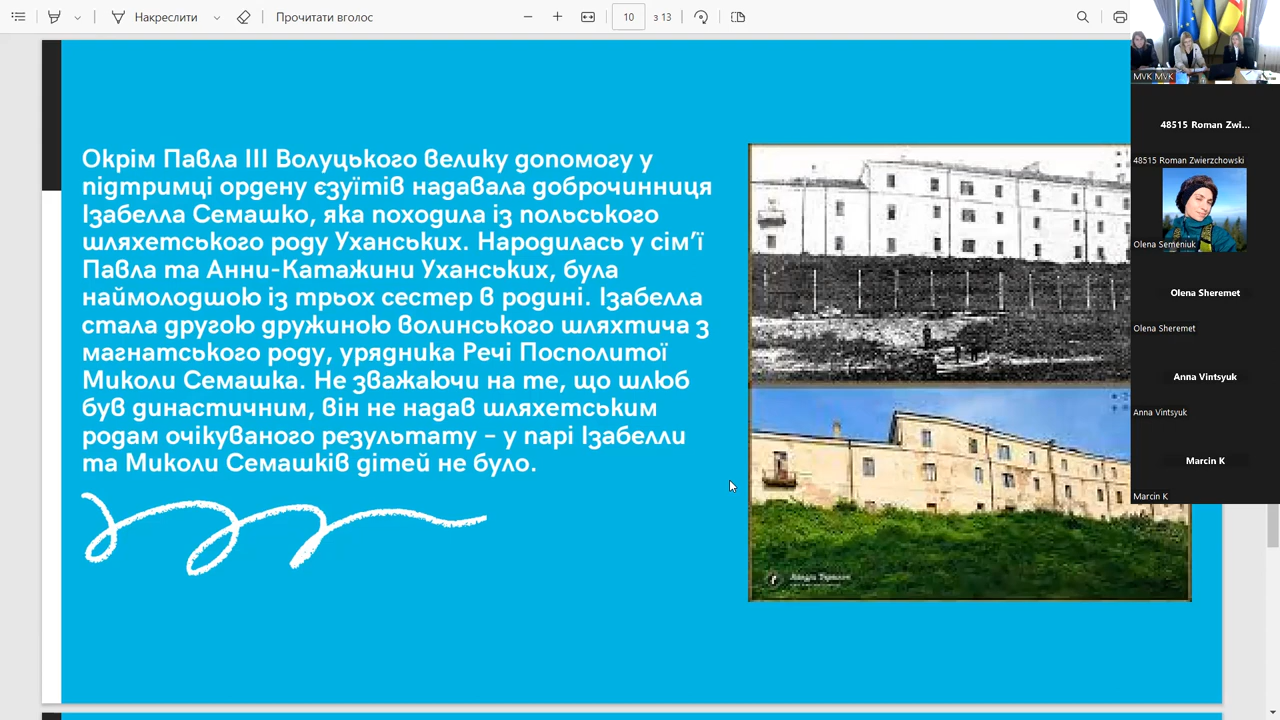 Накреслити
Прочитати вголос
10
з 13
Окрім Павла III Волуцького велику допомогу у
підтримці ордену єзуїтів надавала доброчинниця
Ізабелла Семашко, яка походила із польського
шляхетського роду Уханських. Народилась у сім’ї
Павла та Анни-Катажини Уханських, була
наймолодшою із трьох сестер в родині. Ізабелла
стала другою дружиною волинського шляхтича з
магнатського роду, урядника Речі Посполитої
Миколи Семашка. Не зважаючи на те, що шлюб
був династичним, він не надав шляхетським
родам очікуваного результату – у парі Ізабелли
та Миколи Семашків дітей не було.
MVK MVK
48515 Roman Zwi...
48515 Roman Zwierzchowski
Olena Semeniuk
Olena Sheremet
Olena Sheremet
Anna Vintsyuk
Anna Vintsyuk
Marcin K
Marcin K